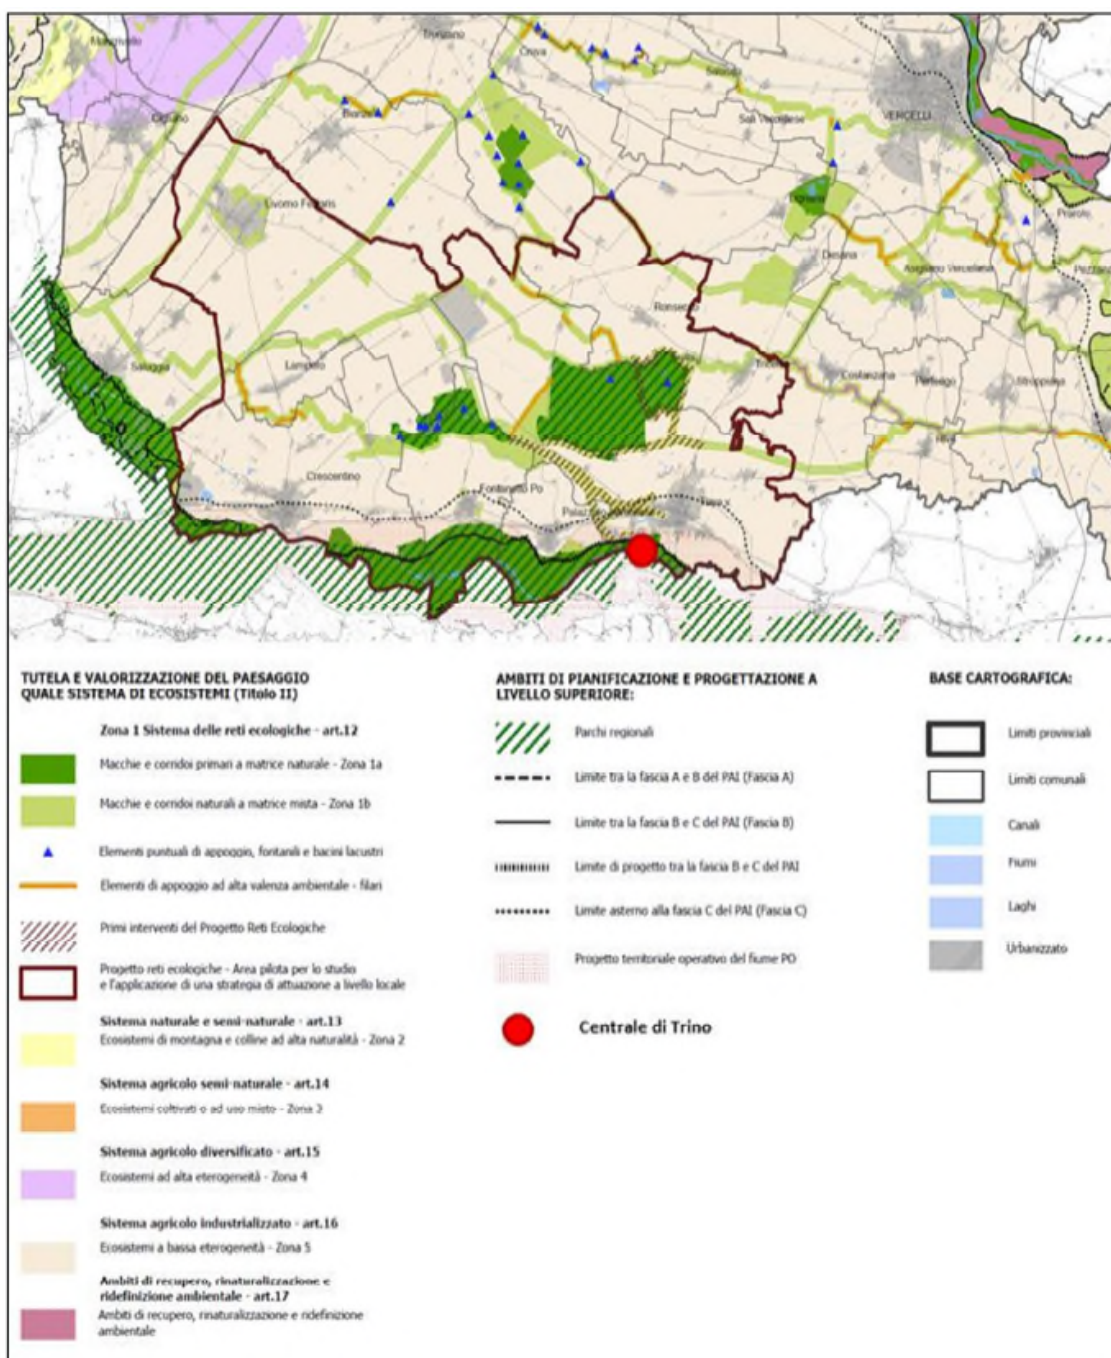 Cigliano
Bianzè
Crova
Salasco
Sali Vercellese
VERCELLI
Livorno Ferraris
Lignana
Prarolo
Desana
Asigliano Vercellese
Pezzana
Ronsecco
Saluggia
Lamporo
Tricerro
Costanzana
Pertengo
Stroppiana
Rive
Crescentino
Fontanetto Po
TUTELA E VALORIZZAZIONE DEL PAESAGGIO
QUALE SISTEMA DI ECOSISTEMI (Titolo II)
Zona 1 Sistema delle reti ecologiche - art.12
Macchie e corridoi primari a matrice naturale - Zona 1a
Macchie e corridoi naturali a matrice mista - Zona 1b
Elementi puntuali di appoggio, fontanili e bacini lacustri
Elementi di appoggio ad alta valenza ambientale - filari
Primi interventi del Progetto Reti Ecologiche
Progetto reti ecologiche - Area pilota per lo studio
e l'applicazione di una strategia di attuazione a livello locale
Sistema naturale e semi-naturale - art.13
Ecosistemi di montagna e colline ad alta naturalità - Zona 2
Sistema agricolo semi-naturale - art.14
Ecosistemi coltivati o ad uso misto - Zona 3
Sistema agricolo diversificato - art.15
Ecosistemi ad alta eterogeneità - Zona 4
Sistema agricolo industrializzato - art.16
Ecosistemi a bassa eterogeneità - Zona 5
Ambiti di recupero, rinaturalizzazione e
ridefinizione ambientale - art.17
Ambiti di recupero, rinaturalizzazione e ridefinizione
ambientale
AMBITI DI PIANIFICAZIONE E PROGETTAZIONE A
LIVELLO SUPERIORE:
Parchi regionali
Limite tra la fascia A e B del PAI (Fascia A)
Limite tra la fascia B e C del PAI (Fascia B)
Limite di progetto tra la fascia B e C del PAI
Limite asterno alla fascia C del PAI (Fascia C)
Progetto territoriale operativo del fiume PO
Centrale di Trino
BASE CARTOGRAFICA:
Limiti provinciali
Limiti comunali
Canali
Fiumi
Laghi
Urbanizzato